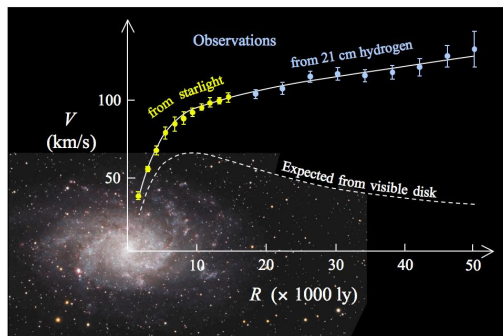 Observations
from starlight
from 21 cm hydrogen
V
(km/s)
100
50
Expected from visible disk
10 20 30 40 50
R (× 1000 ly)